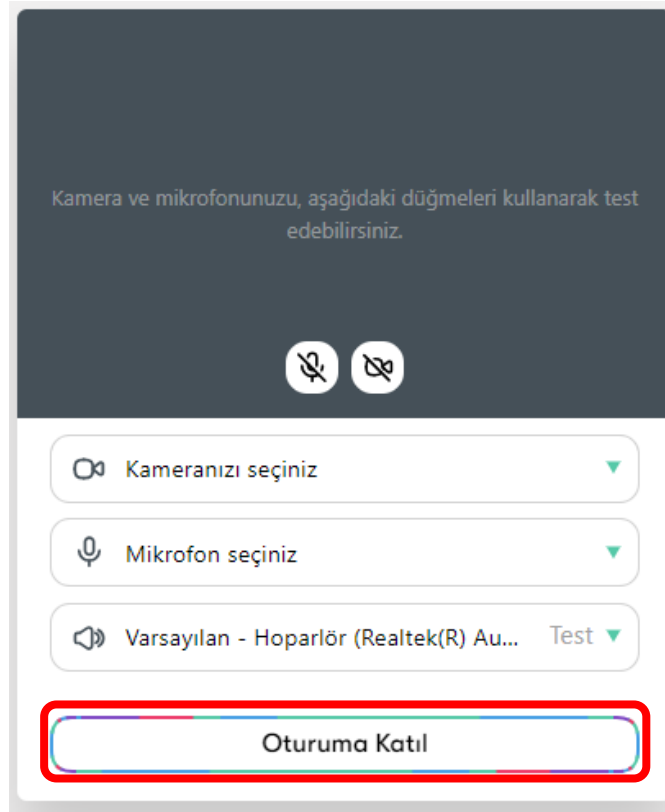 Kamera ve mikrofonunuzu, aşağıdaki düğmeleri kullanarak test
edebilirsiniz.
Kameranızı seçiniz
Mikrofon seçiniz
Varsayılan - Hoparlör (Realtek(R) Au... Test
Oturuma Katıl